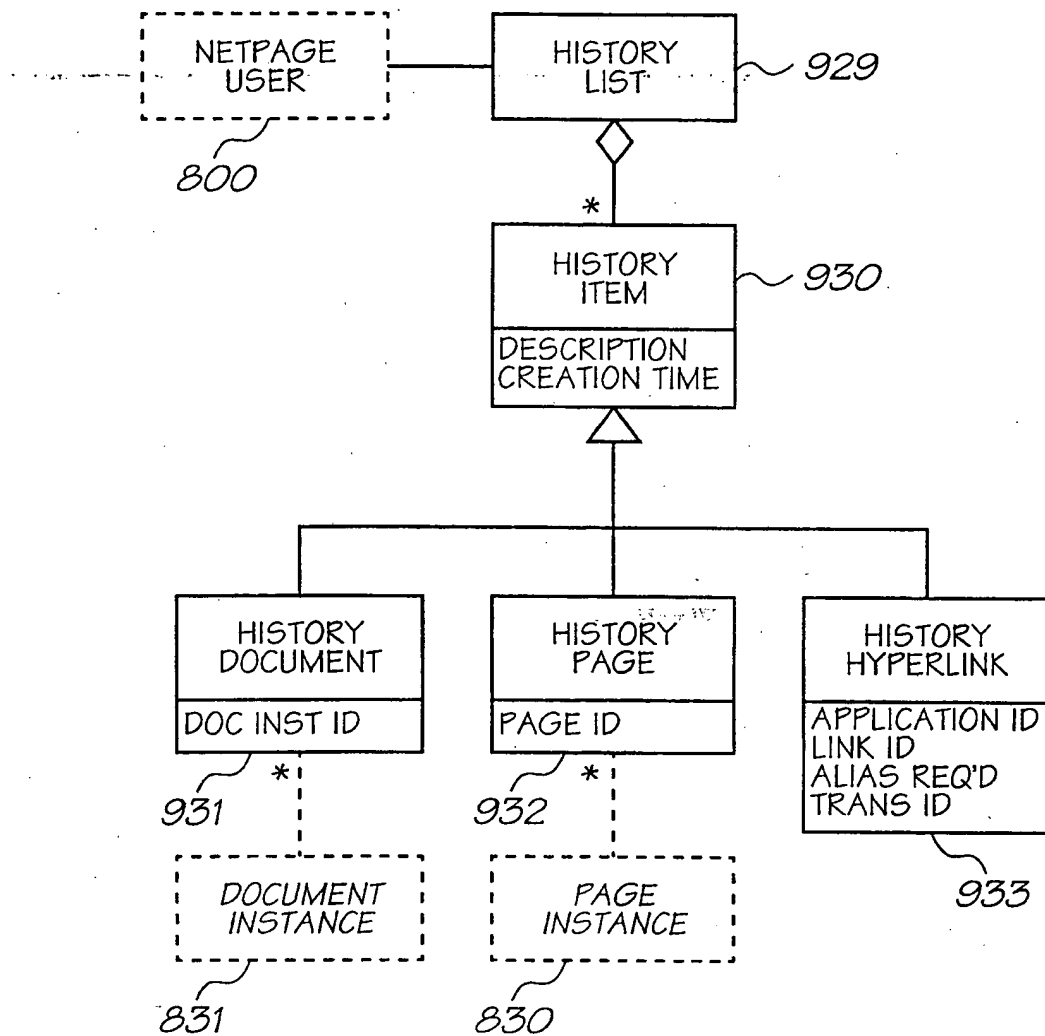 NETPAGE
USER
800
HISTORY
LIST
929
*
HISTORY
ITEM
930
DESCRIPTION
CREATION TIME
HISTORY
DOCUMENT
DOC INST ID
931
*
HISTORY
PAGE
PAGE ID
932
*
HISTORY
HYPERLINK
APPLICATION ID
LINK ID
ALIAS REQ'D
TRANS ID
933
DOCUMENT
INSTANCE
831
PAGE
INSTANCE
830